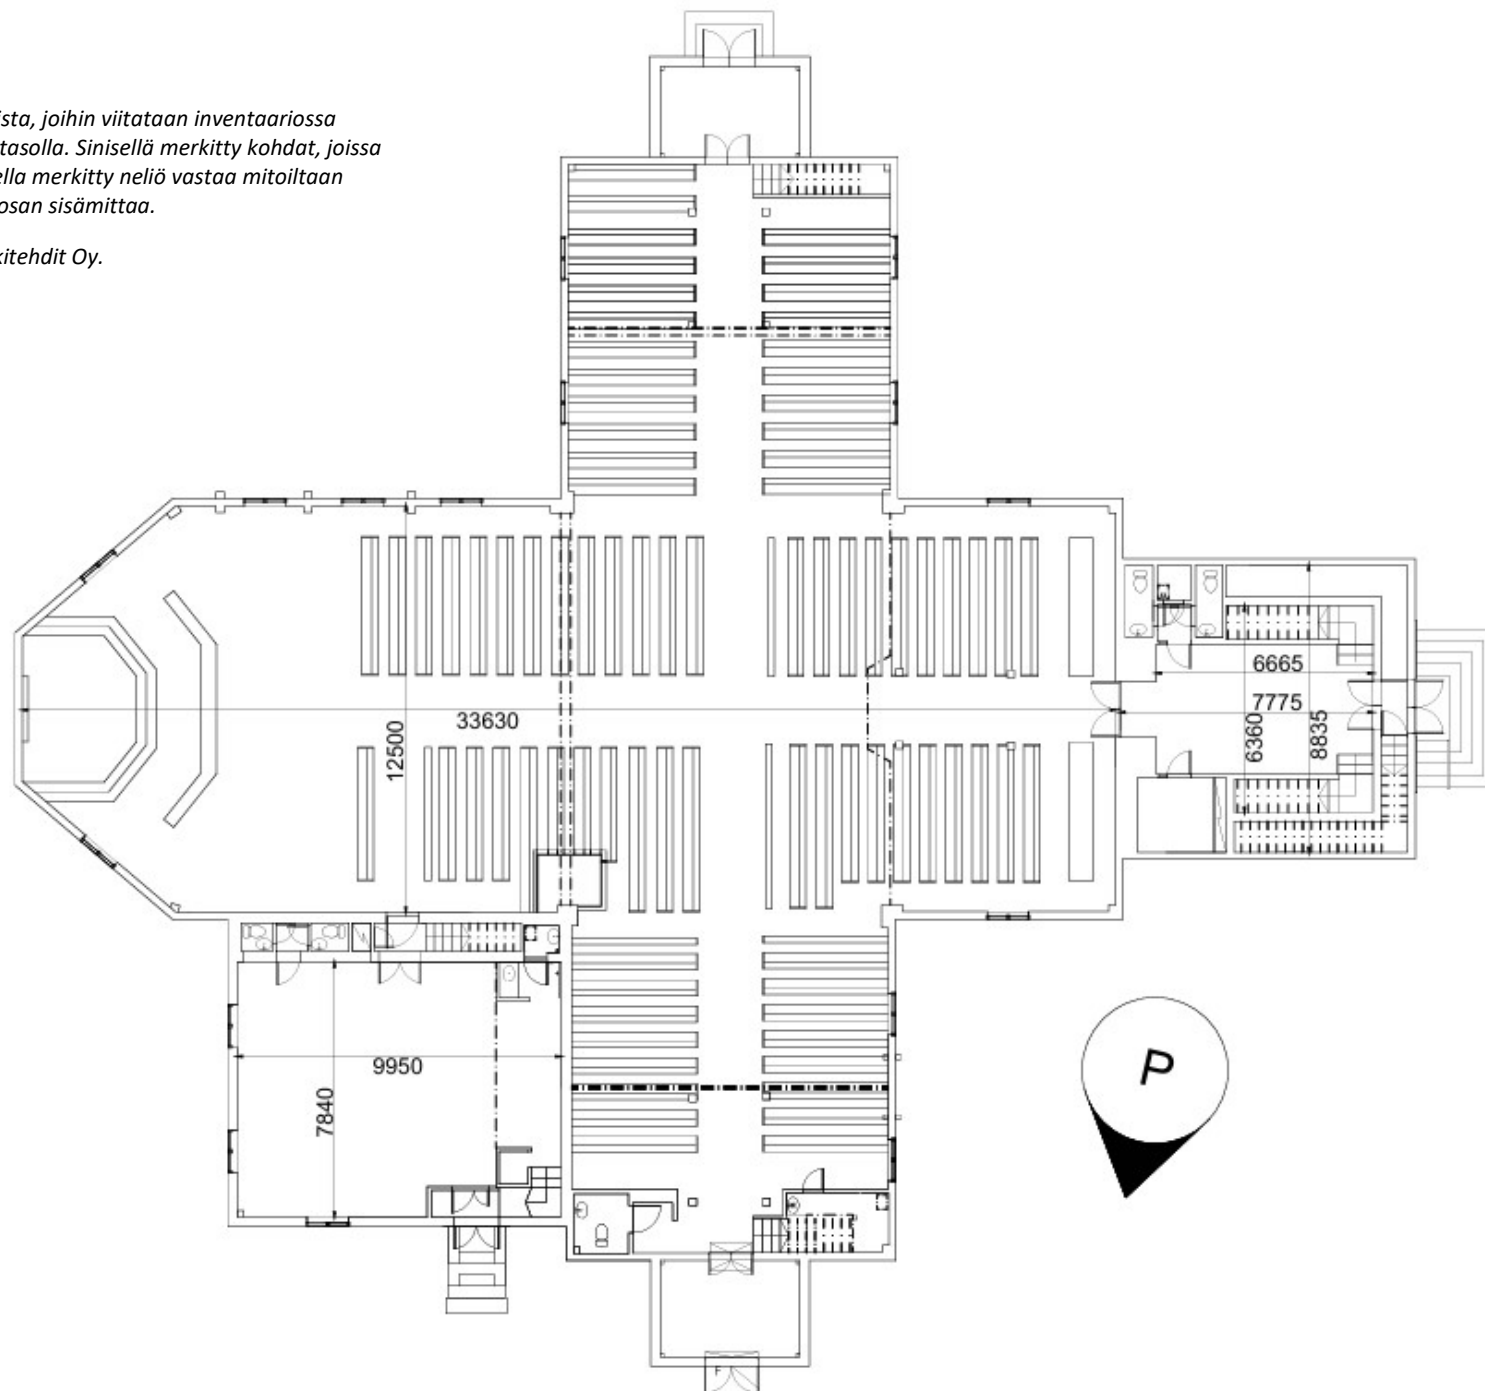 ista, joihin viitataan inventaariossa
tasolla. Sinisellä merkitty kohdat, joissa
ella merkitty neliö vastaa mitoiltaan
osan sisämittaa.
kitehdit Oy.
6665
33630
7775
12500
6360
8835
9950
7840
P
F